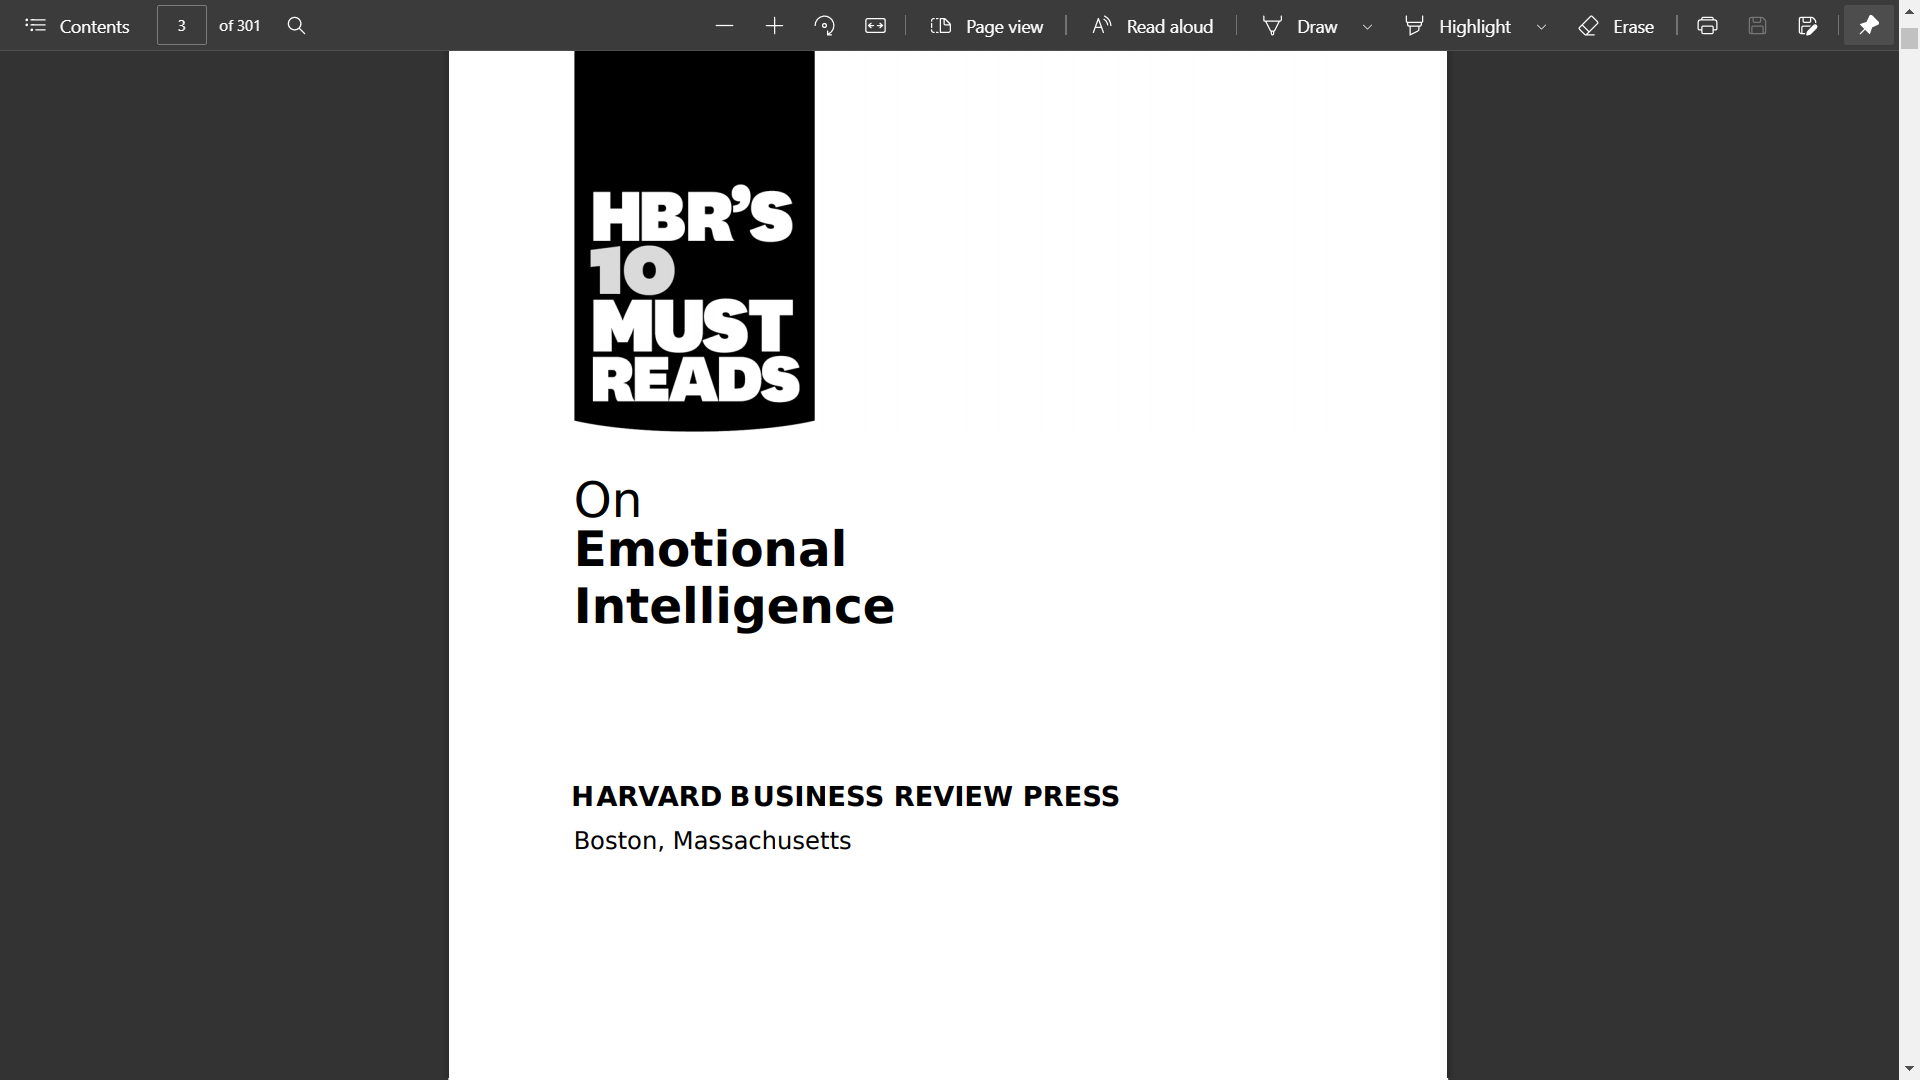 Contents 3 of 301 Page view Read aloud Draw Highlight Erase
HBR'S
10
MUST
READS
On
Emotional
Intelligence
HARVARD BUSINESS REVIEW PRESS
Boston, Massachusetts